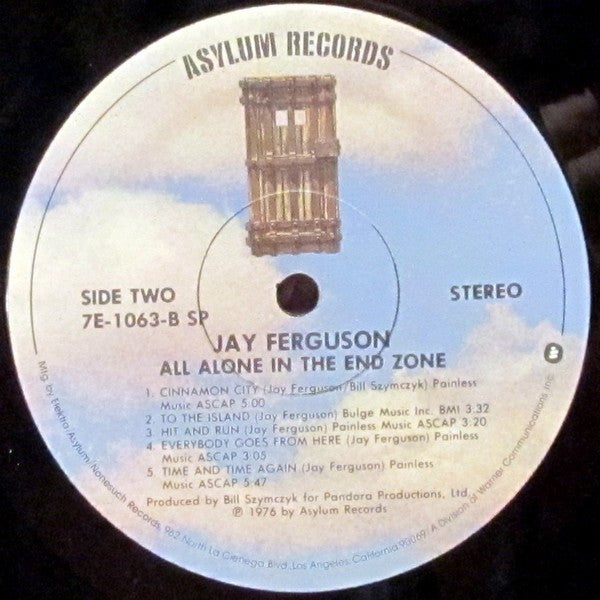 ASYLUM RECORDS
SIDE TWO
7E-1063-B SP
STEREO
JAY FERGUSON
ALL ALONE IN THE END ZONE
1. CINNAMON CITY (Jay Ferguson/Bill Szymczyk) Painless
Music ASCAP 5:00
2. TO THE ISLAND (Jay Ferguson) Bulge Music Inc. BMI 3:32
3. HIT AND RUN (Jay Ferguson) Painless Music ASCAP 3:20
4. EVERYBODY GOES FROM HERE (Jay Ferguson) Painless
Music ASCAP 3:05
5. TIME AND TIME AGAIN (Jay Ferguson) Painless
Music ASCAP 5:47
Produced by Bill Szymczyk for Pandora Productions, Ltd.
℗ 1976 by Asylum Records
Mfg. by Elektra/Asylum/Nonesuch Records, 962 North La Cienega Blvd., Los Angeles, California 90069. A Division of Warner Communications Inc.